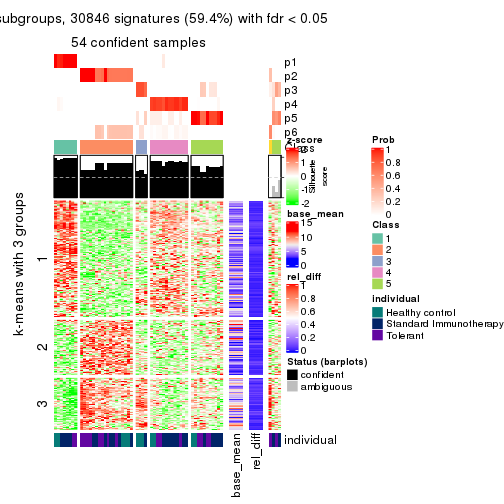 subgroups, 30846 signatures (59.4%) with fdr < 0.05
54 confident samples
p1
p2
p3
p4
p5
p6
Class
k-means with 3 groups
1
2
3
Silhouette
score
z-score
2
1
0
-1
-2
base_mean
15
10
5
0
rel_diff
1
0.8
0.6
0.4
0.2
0
Status (barplots)
confident
ambiguous
Prob
1
0.8
0.6
0.4
0.2
0
Class
1
2
3
4
5
individual
Healthy control
Standard Immunotherapy
Tolerant
individual
base_mean
rel_diff